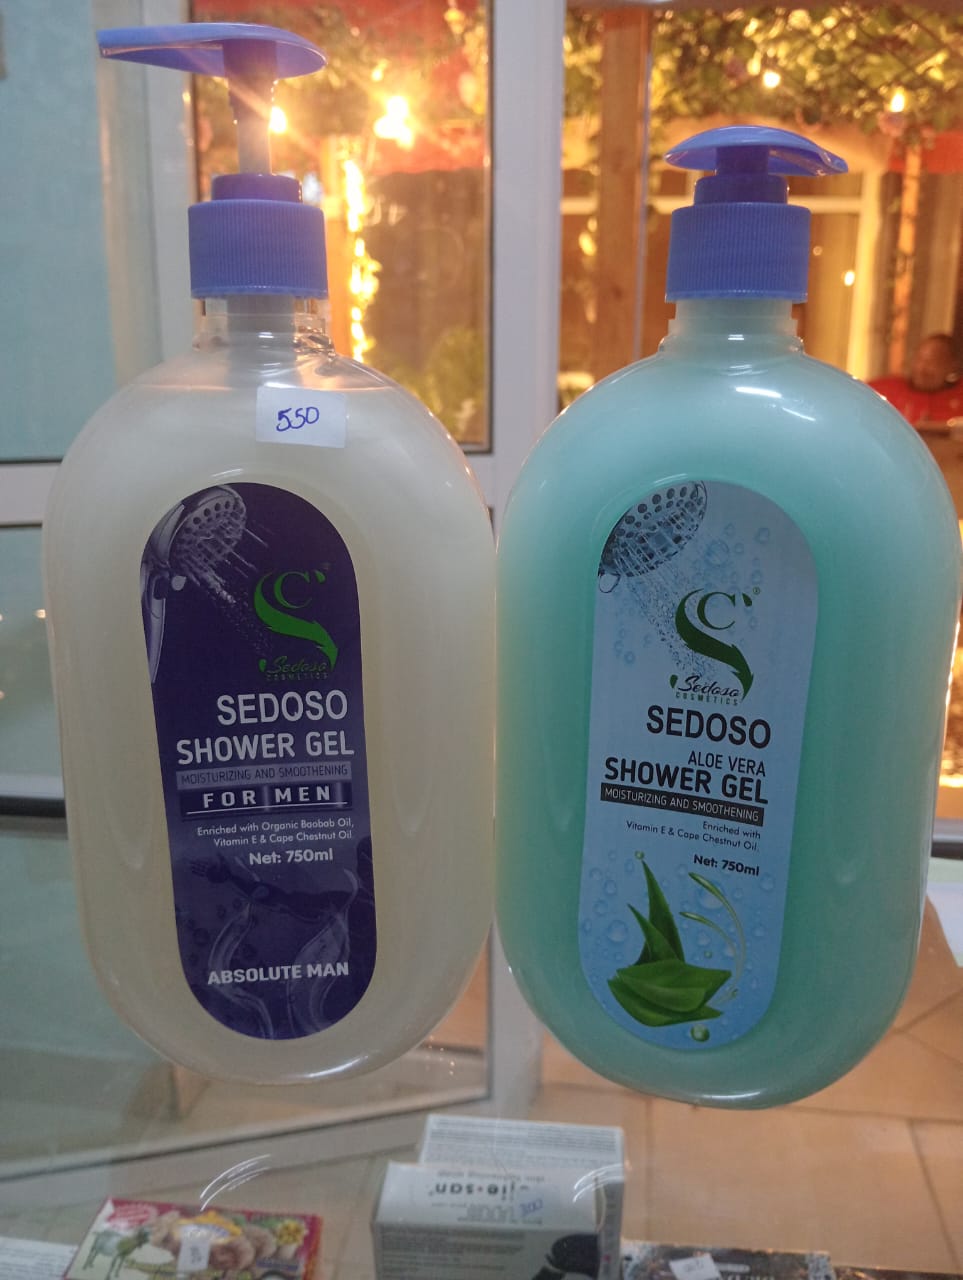 550
SC®
Sedoso
COSMETICS
SEDOSO
SHOWER GEL
MOISTURIZING AND SMOOTHENING
FOR MEN
Enriched with Organic Baobab Oil,
Vitamin E & Cape Chestnut Oil
Net: 750ml
ABSOLUTE MAN
SC®
Sedoso
COSMETICS
SEDOSO
ALOE VERA
SHOWER GEL
MOISTURIZING AND SMOOTHENING
Enriched with
Vitamin E & Cape Chestnut Oil.
Net: 750ml